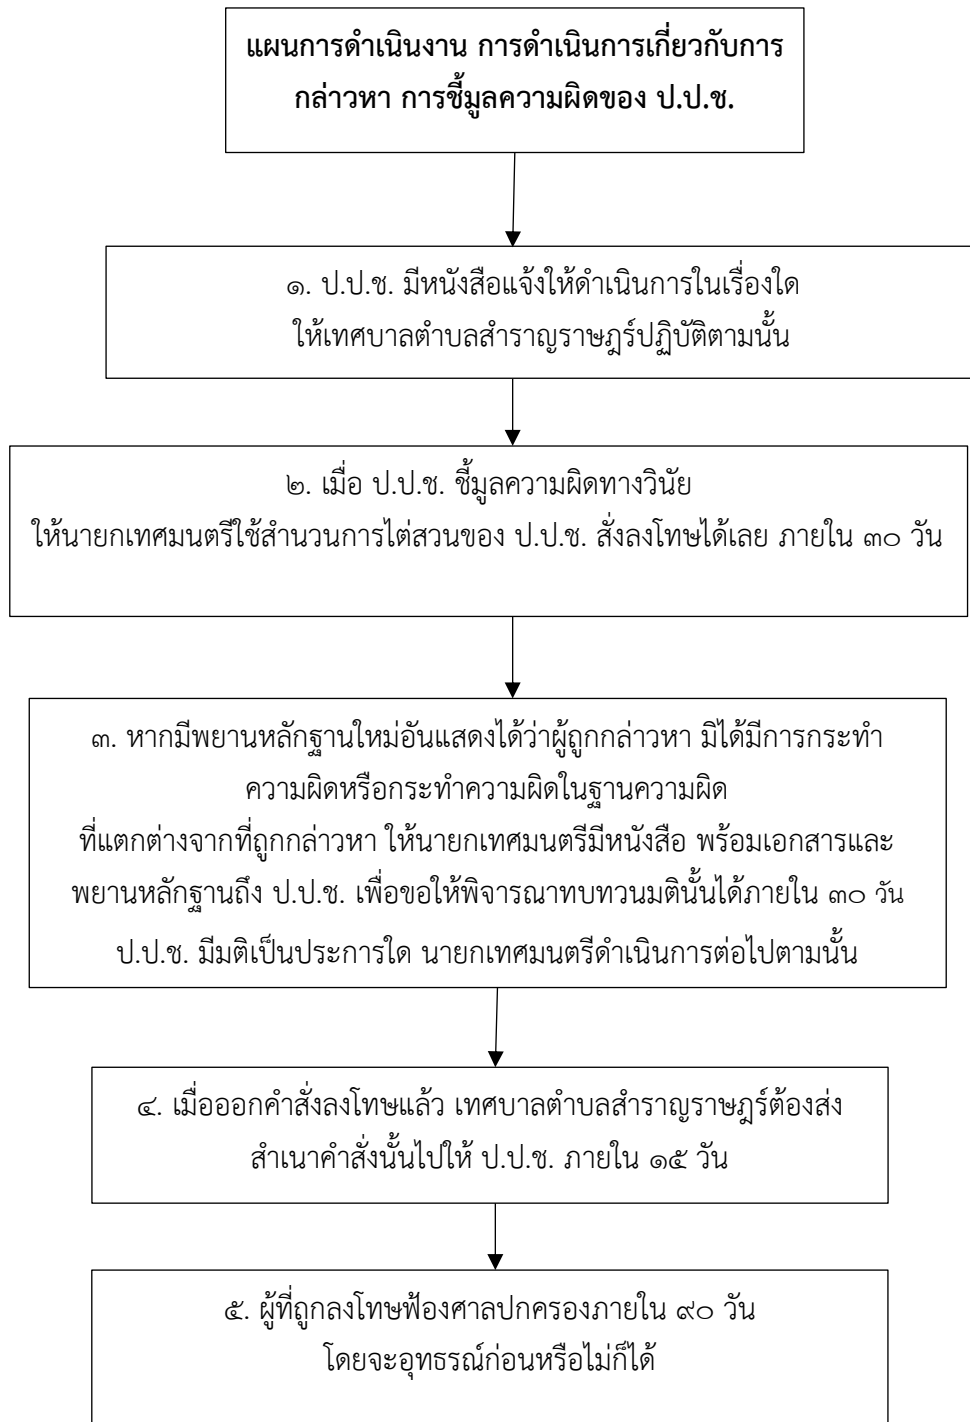 แผนการดำเนินงาน การดำเนินการเกี่ยวกับการ
กล่าวหา การชี้มูลความผิดของ ป.ป.ช.
๑. ป.ป.ช. มีหนังสือแจ้งให้ดำเนินการในเรื่องใด
ให้เทศบาลตำบลสำราญราษฎร์ปฏิบัติตามนั้น
๒. เมื่อ ป.ป.ช. ชี้มูลความผิดทางวินัย
ให้นายกเทศมนตรีใช้สำนวนการไต่สวนของ ป.ป.ช. สั่งลงโทษได้เลย ภายใน ๓๐ วัน
๓. หากมีพยานหลักฐานใหม่อันแสดงได้ว่าผู้ถูกกล่าวหา มิได้มีการกระทำ
ความผิดหรือกระทำความผิดในฐานความผิด
ที่แตกต่างจากที่ถูกกล่าวหา ให้นายกเทศมนตรีมีหนังสือ พร้อมเอกสารและ
พยานหลักฐานถึง ป.ป.ช. เพื่อขอให้พิจารณาทบทวนมตินั้นได้ภายใน ๓๐ วัน
ป.ป.ช. มีมติเป็นประการใด นายกเทศมนตรีดำเนินการต่อไปตามนั้น
๔. เมื่อออกคำสั่งลงโทษแล้ว เทศบาลตำบลสำราญราษฎร์ต้องส่ง
สำเนาคำสั่งนั้นไปให้ ป.ป.ช. ภายใน ๑๕ วัน
๕. ผู้ที่ถูกลงโทษฟ้องศาลปกครองภายใน ๙๐ วัน
โดยจะอุทธรณ์ก่อนหรือไม่ก็ได้